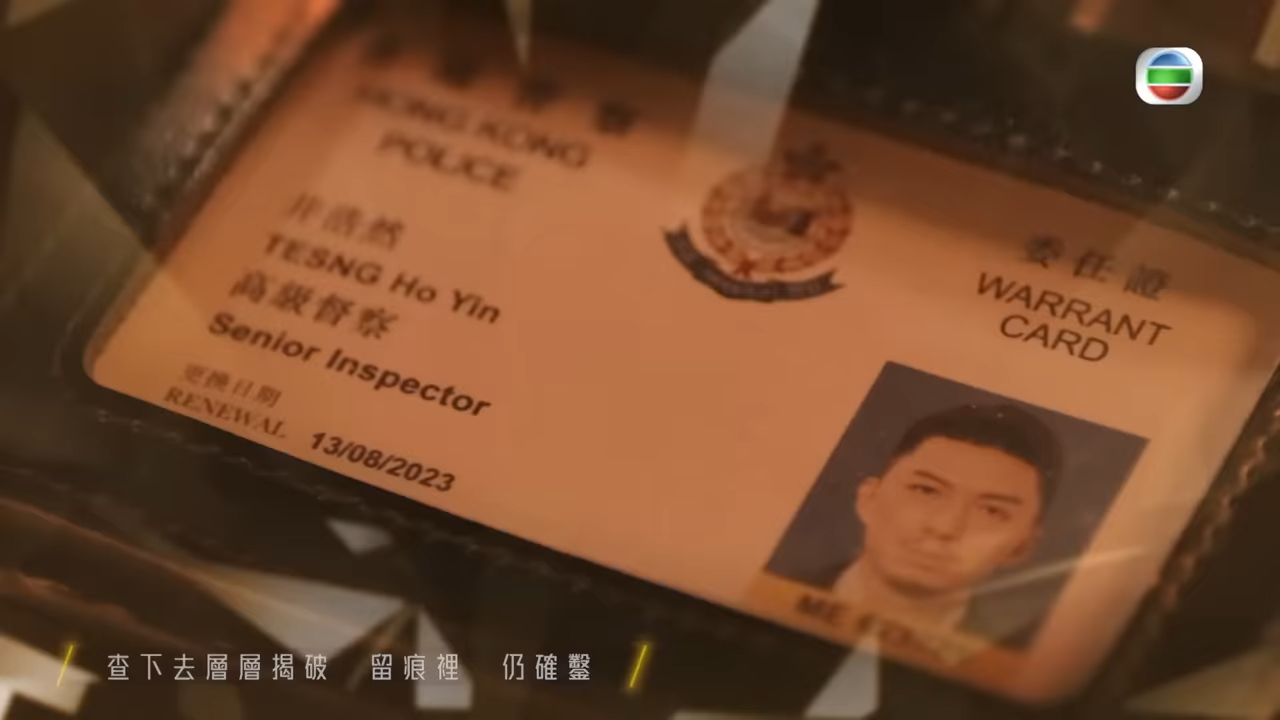 HONG KONG
POLICE
井浩然
TESNG Ho Yin
高級督察
Senior Inspector
更換日期
RENEWAL 13/08/2023
委任證
WARRANT
CARD
查下去層層揭破 留痕裡 仍確鑿